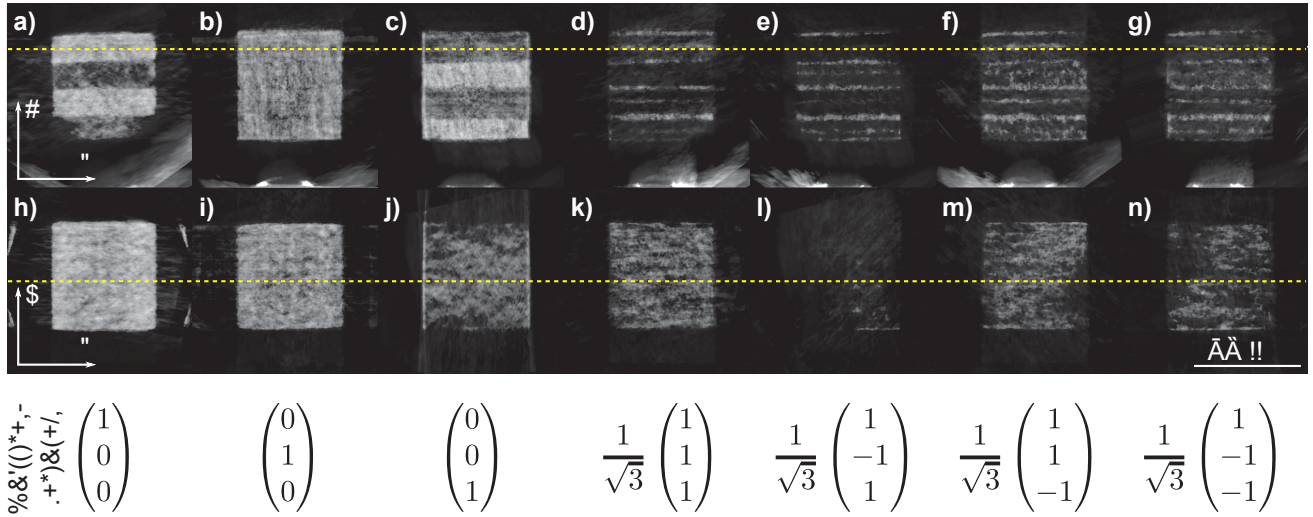 a) b) c) d) e) f) g)
#
"
h) i) j) k) l) m) n)
$
"
ĀÀ̏ !!
%&'(()*+,-
.+*)&(+/,
(1 0 0) (0 1 0) (0 0 1) 1/√3 (1 1 1) 1/√3 (1 −1 1) 1/√3 (1 1 −1) 1/√3 (1 −1 −1)